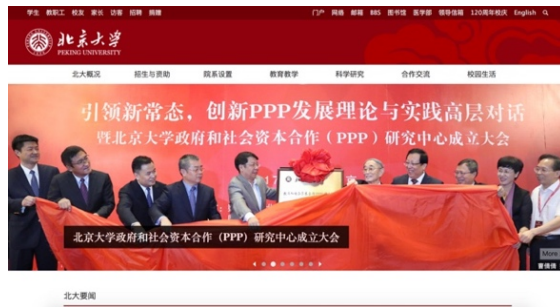 学生 教职工 校友 家长 访客 招聘 捐赠
门户 网络 邮箱 BBS 图书馆 医学部 领导信箱 120周年校庆 English
北京大学
PEKING UNIVERSITY
北大概况 招生与资助 院系设置 教育教学 科学研究 合作交流 校园生活
引领新常态，创新PPP发展理论与实践高层对话
暨北京大学政府和社会资本合作（PPP）研究中心成立大会
北京大学政府和社会资本合作（PPP）研究中心成立大会
More
北大要闻